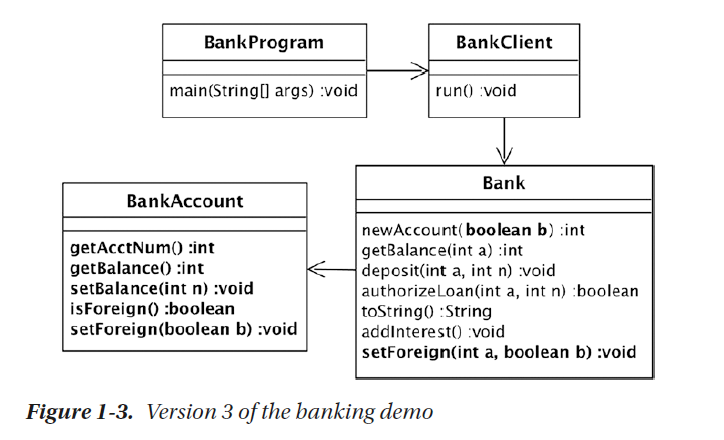 BankProgram
main(String[] args) :void
BankClient
run() :void
Bank
newAccount(boolean b) :int
getBalance(int a) :int
deposit(int a, int n) :void
authorizeLoan(int a, int n) :boolean
toString() :String
addInterest() :void
setForeign(int a, boolean b) :void
BankAccount
getAcctNum() :int
getBalance() :int
setBalance(int n) :void
isForeign() :boolean
setForeign(boolean b) :void
Figure 1-3. Version 3 of the banking demo